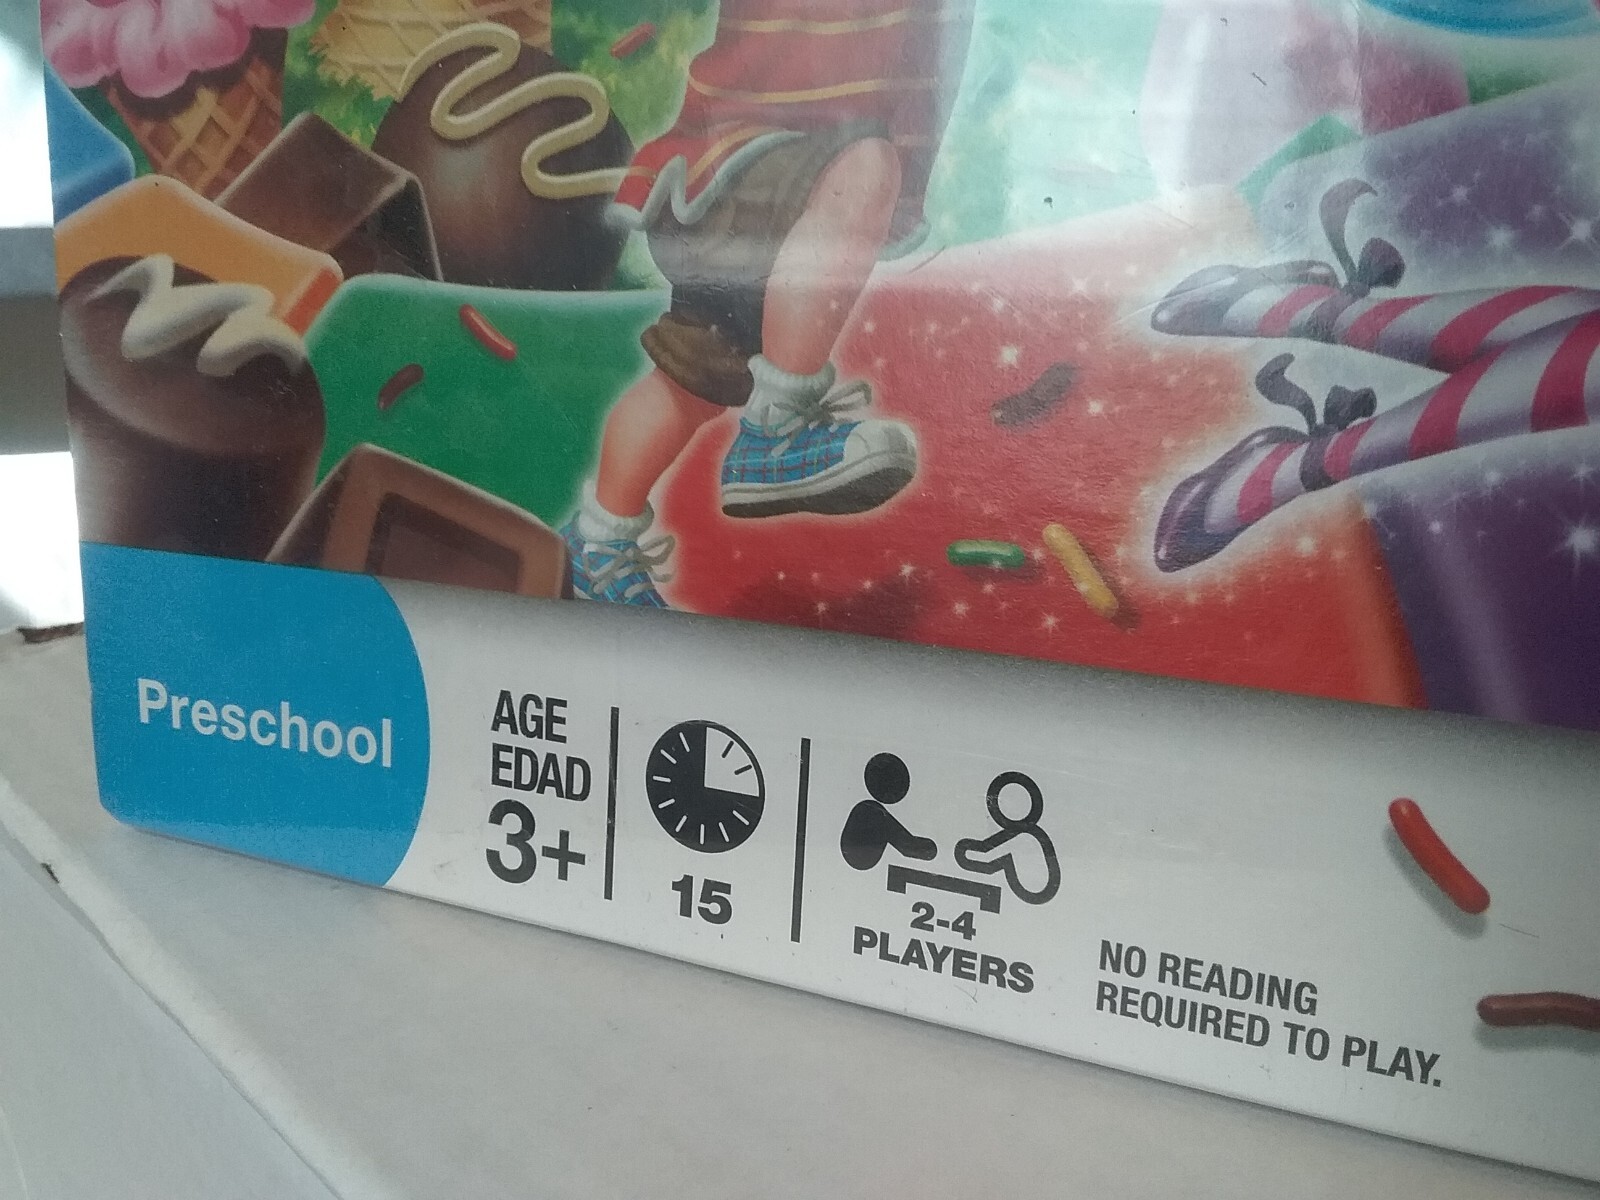 Preschool
AGE
EDAD
3+
15
2-4
PLAYERS
NO READING
REQUIRED TO PLAY.